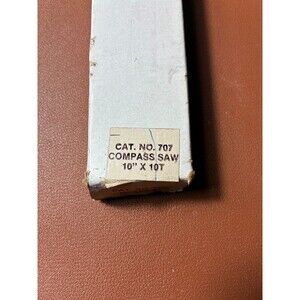 CAT. NO. 707
COMPASS SAW
10" X 10T